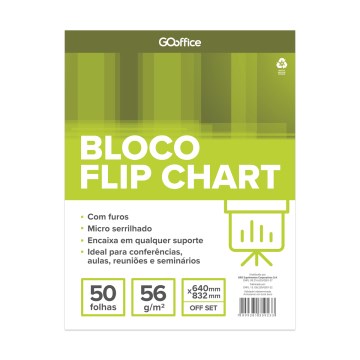 GOoffice
BLOCO
FLIP CHART
• Com furos
• Micro serrilhado
• Encaixa em qualquer suporte
• Ideal para conferências,
aulas, reuniões e seminários
50
folhas
56
g/m²
x 640mm
832mm
OFF SET